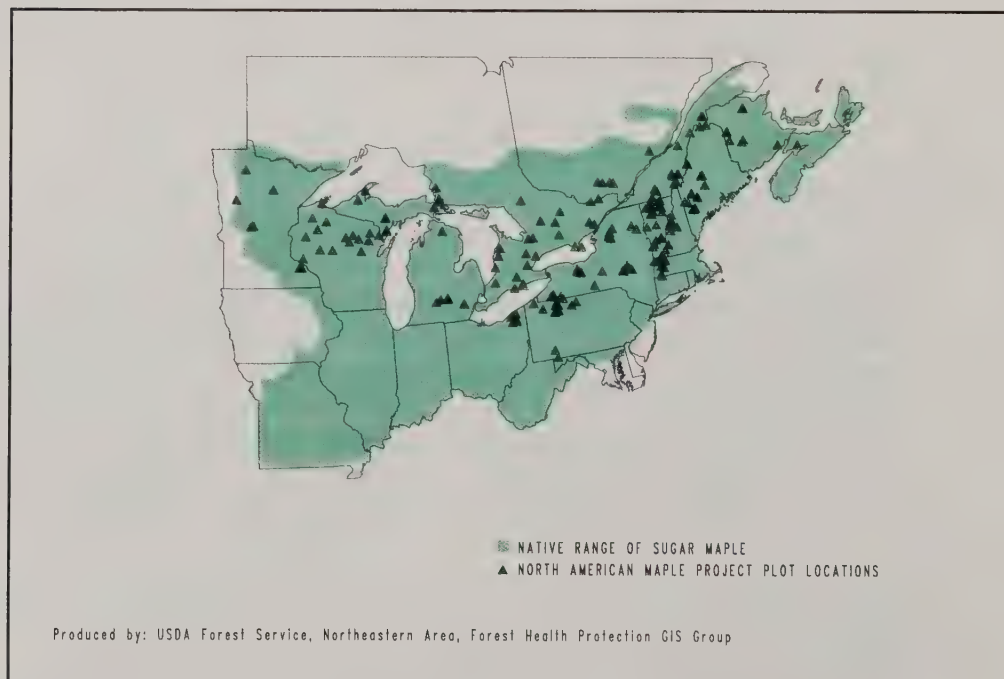 NATIVE RANGE OF SUGAR MAPLE
NORTH AMERICAN MAPLE PROJECT PLOT LOCATIONS
Produced by: USDA Forest Service, Northeastern Area, Forest Health Protection GIS Group